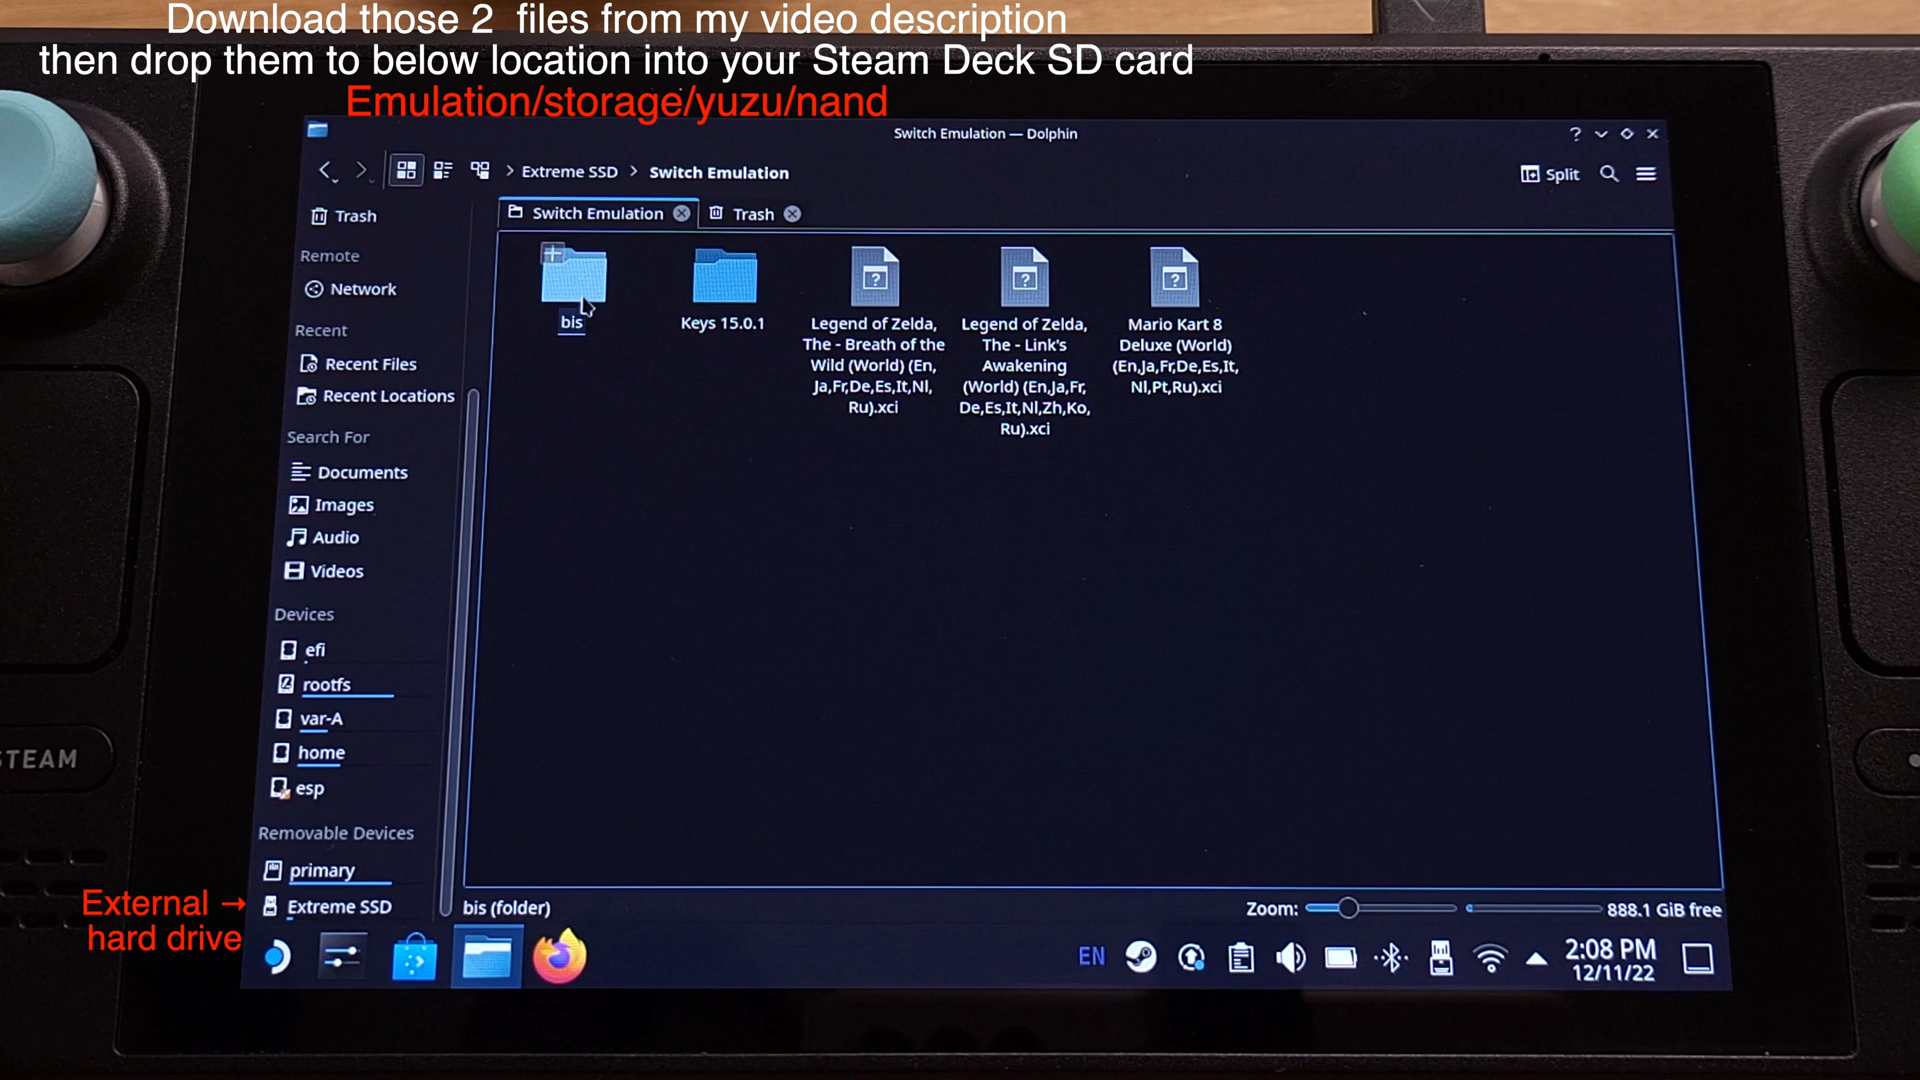 Download those 2 files from my video description
then drop them to below location into your Steam Deck SD card
Emulation/storage/yuzu/nand
Switch Emulation — Dolphin
Extreme SSD
Switch Emulation
Split
Trash
Switch Emulation
Trash
Remote
Network
Recent
Recent Files
Recent Locations
Search For
Documents
Images
Audio
Videos
Devices
efi
rootfs
var-A
home
esp
Removable Devices
primary
Extreme SSD
bis
Keys 15.0.1
Legend of Zelda,
The - Breath of the
Wild (World) (En,
Ja,Fr,De,Es,It,Nl,
Ru).xci
Legend of Zelda,
The - Link's
Awakening
(World) (En,Ja,Fr,
De,Es,It,Nl,Zh,Ko,
Ru).xci
Mario Kart 8
Deluxe (World)
(En,Ja,Fr,De,Es,It,
Nl,Pt,Ru).xci
STEAM
External →
hard drive
bis (folder)
Zoom:
888.1 GiB free
EN
2:08 PM
12/11/22